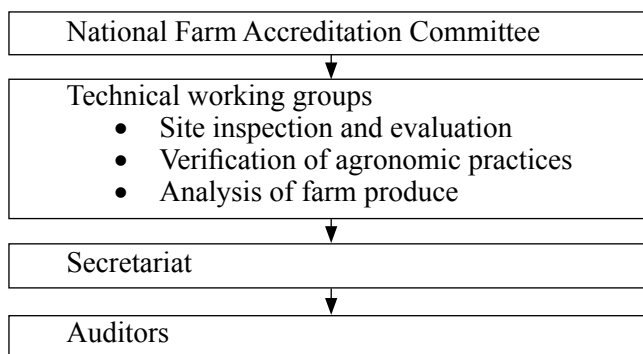 National Farm Accreditation Committee
Technical working groups
• Site inspection and evaluation
• Verification of agronomic practices
• Analysis of farm produce
Secretariat
Auditors